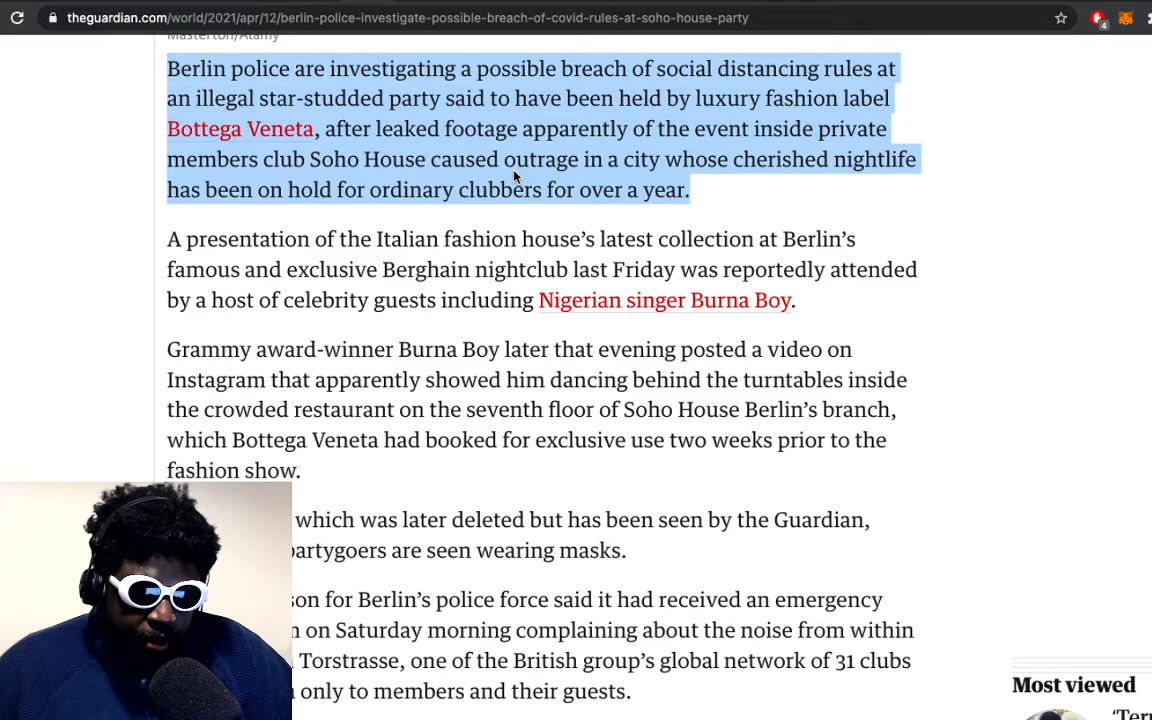 theguardian.com/world/2021/apr/12/berlin-police-investigate-possible-breach-of-covid-rules-at-soho-house-party
4
Masterton/Alamy
Berlin police are investigating a possible breach of social distancing rules at
an illegal star-studded party said to have been held by luxury fashion label
Bottega Veneta, after leaked footage apparently of the event inside private
members club Soho House caused outrage in a city whose cherished nightlife
has been on hold for ordinary clubbers for over a year.
A presentation of the Italian fashion house’s latest collection at Berlin’s
famous and exclusive Berghain nightclub last Friday was reportedly attended
by a host of celebrity guests including Nigerian singer Burna Boy.
Grammy award-winner Burna Boy later that evening posted a video on
Instagram that apparently showed him dancing behind the turntables inside
the crowded restaurant on the seventh floor of Soho House Berlin’s branch,
which Bottega Veneta had booked for exclusive use two weeks prior to the
fashion show.
which was later deleted but has been seen by the Guardian,
partygoers are seen wearing masks.
for Berlin’s police force said it had received an emergency
on Saturday morning complaining about the noise from within
Torstrasse, one of the British group’s global network of 31 clubs
only to members and their guests.
Most viewed